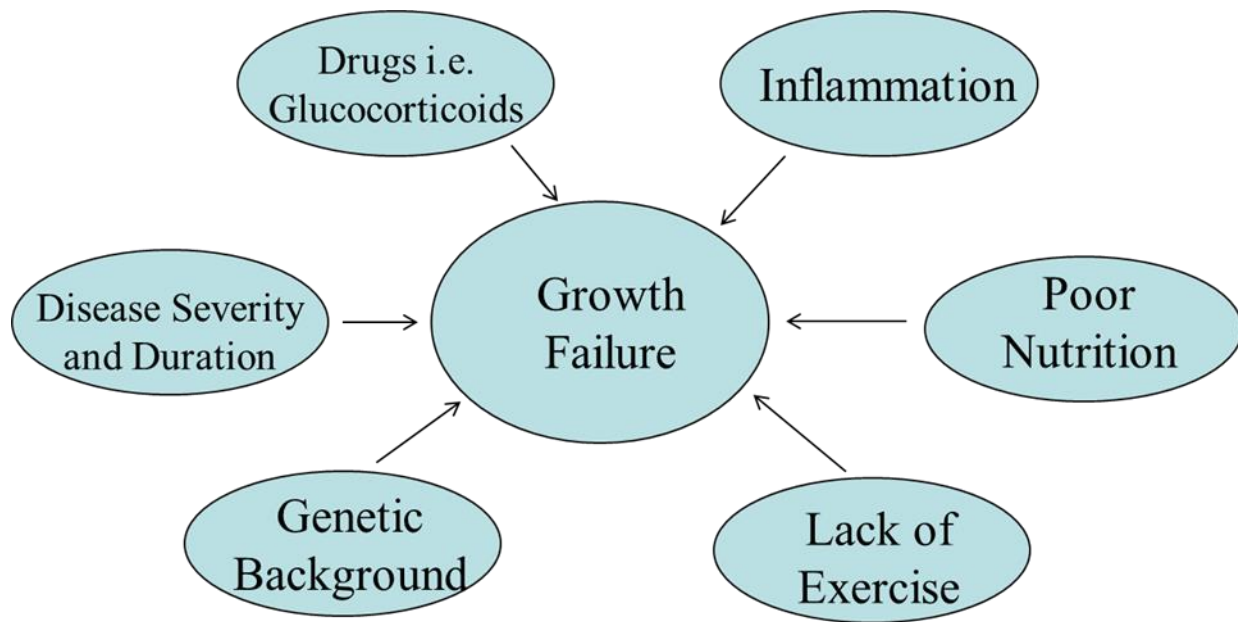 Drugs i.e.
Glucocorticoids
Inflammation
Growth
Failure
Disease Severity
and Duration
Poor
Nutrition
Genetic
Background
Lack of
Exercise